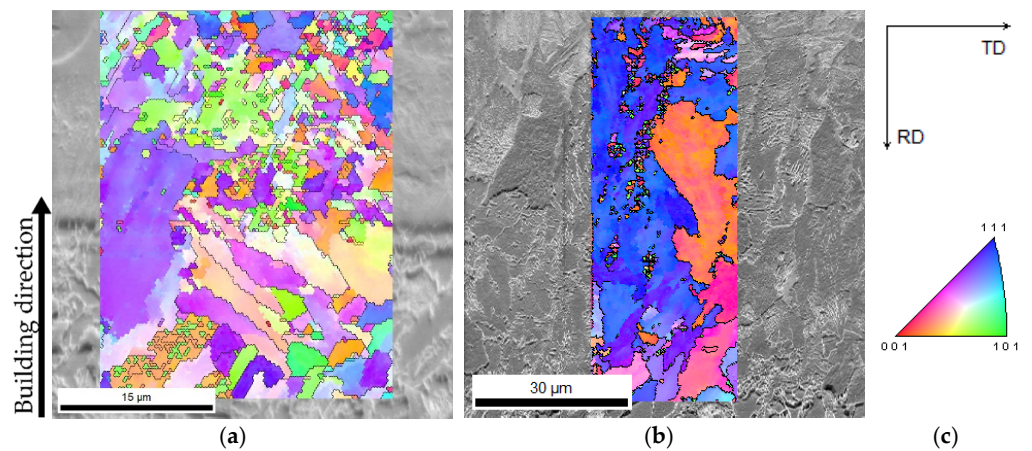 Building direction
15 µm
30 µm
TD
RD
1 1 1
0 0 1
1 0 1
(a)
(b)
(c)